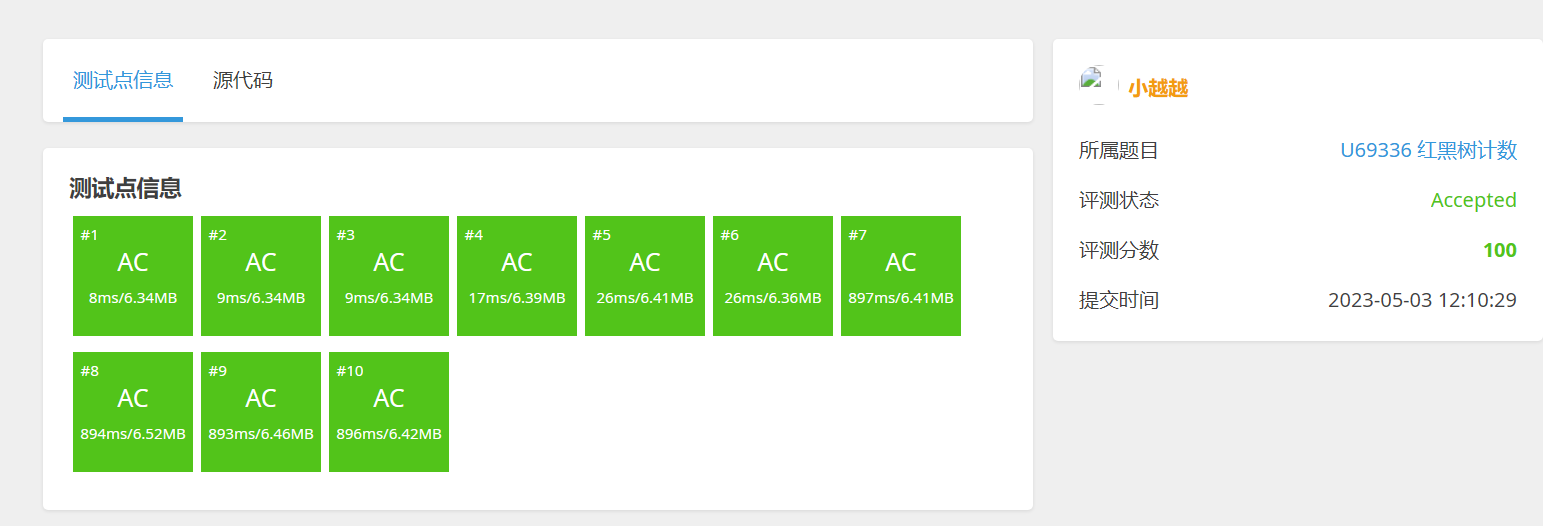 测试点信息 源代码
测试点信息
#1 #2 #3 #4 #5 #6 #7
AC AC AC AC AC AC AC
8ms/6.34MB 9ms/6.34MB 9ms/6.34MB 17ms/6.39MB 26ms/6.41MB 26ms/6.36MB 897ms/6.41MB
#8 #9 #10
AC AC AC
894ms/6.52MB 893ms/6.46MB 896ms/6.42MB
小越越
所属题目 U69336 红黑树计数
评测状态 Accepted
评测分数 100
提交时间 2023-05-03 12:10:29